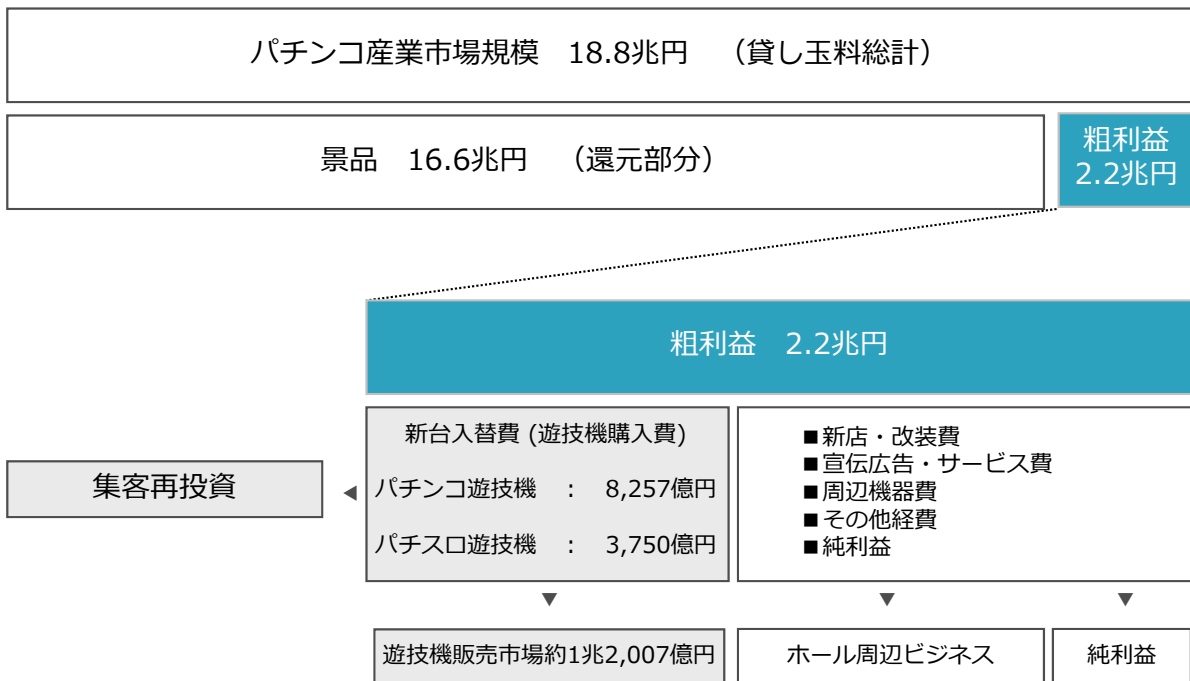 パチンコ産業市場規模　18.8兆円　（貸し玉料総計）
景品　16.6兆円　（還元部分）
粗利益
2.2兆円
粗利益　2.2兆円
新台入替費 (遊技機購入費)
パチンコ遊技機　：　8,257億円
パチスロ遊技機　：　3,750億円
■新店・改装費
■宣伝広告・サービス費
■周辺機器費
■その他経費
■純利益
集客再投資
遊技機販売市場約1兆2,007億円
ホール周辺ビジネス
純利益